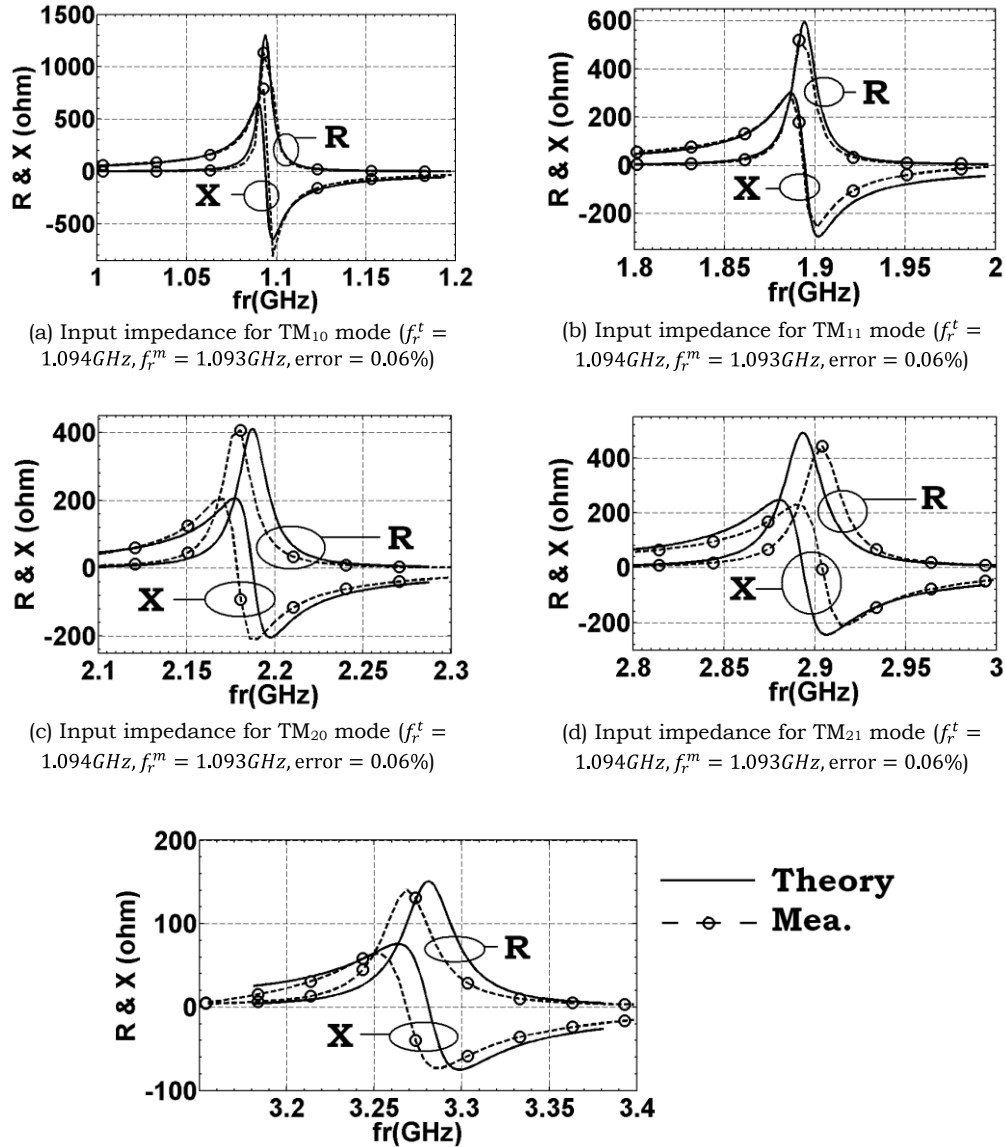 1500
1000
500
0
-500
R & X (ohm)
R
X
1 1.05 1.1 1.15 1.2
fr(GHz)
(a) Input impedance for TM₁₀ mode (fᵣᵗ =
1.094GHz, fᵣᵐ = 1.093GHz, error = 0.06%)
600
400
200
0
-200
R & X (ohm)
R
X
1.8 1.85 1.9 1.95 2
fr(GHz)
(b) Input impedance for TM₁₁ mode (fᵣᵗ =
1.094GHz, fᵣᵐ = 1.093GHz, error = 0.06%)
400
200
0
-200
R & X (ohm)
R
X
2.1 2.15 2.2 2.25 2.3
fr(GHz)
(c) Input impedance for TM₂₀ mode (fᵣᵗ =
1.094GHz, fᵣᵐ = 1.093GHz, error = 0.06%)
400
200
0
-200
R & X (ohm)
R
X
2.8 2.85 2.9 2.95 3
fr(GHz)
(d) Input impedance for TM₂₁ mode (fᵣᵗ =
1.094GHz, fᵣᵐ = 1.093GHz, error = 0.06%)
200
100
0
-100
R & X (ohm)
R
X
3.2 3.25 3.3 3.35 3.4
fr(GHz)
Theory
Mea.